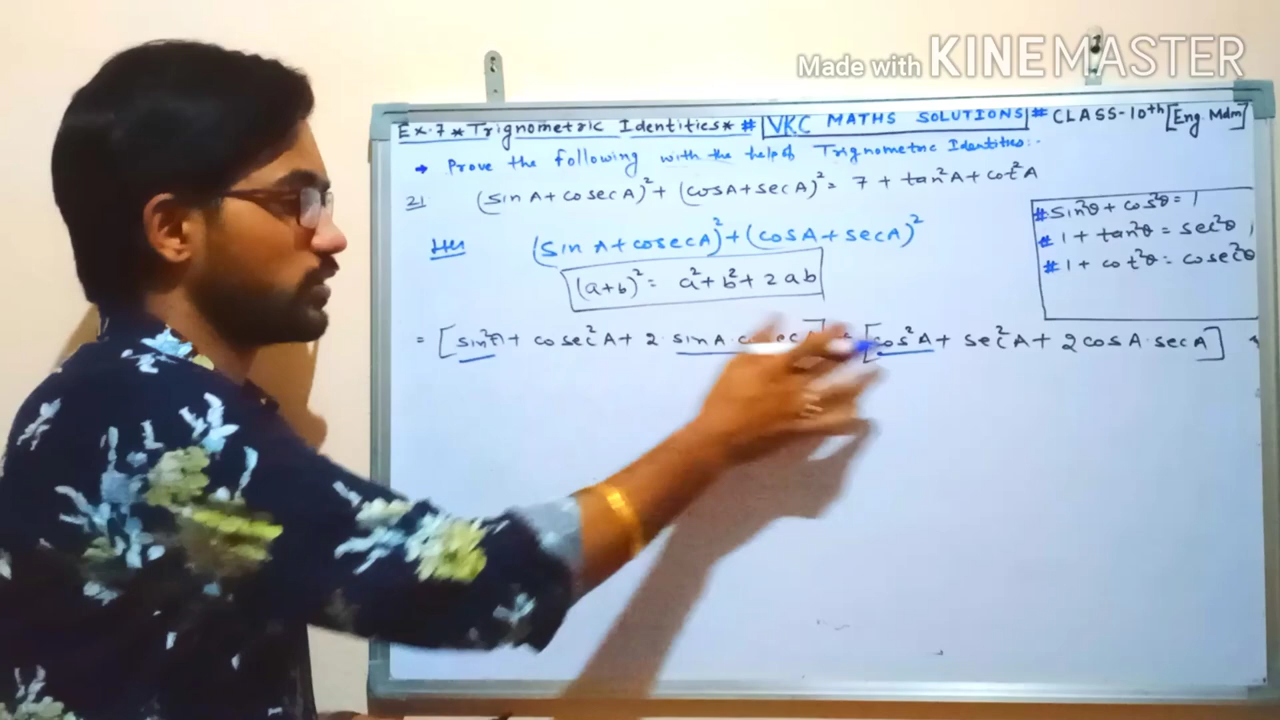 Made with KINEMASTER
Ex.7 * Trignometric Identities * # VKC MATHS SOLUTIONS # CLASS-10th [Eng Mdm]
→ Prove the following with the help of Trignometric Identities:-
21 (sin A + cosec A)² + (cos A + sec A)² = 7 + tan²A + cot²A
#sin²θ + cos²θ = 1
# 1 + tan²θ = sec²θ
# 1 + cot²θ = cosec²θ
(sin A + cosec A)² + (cos A + sec A)²
(a+b)² = a² + b² + 2ab
= [sin²A + cosec²A + 2 sin A · cosec A] + [cos²A + sec²A + 2 cos A · sec A]